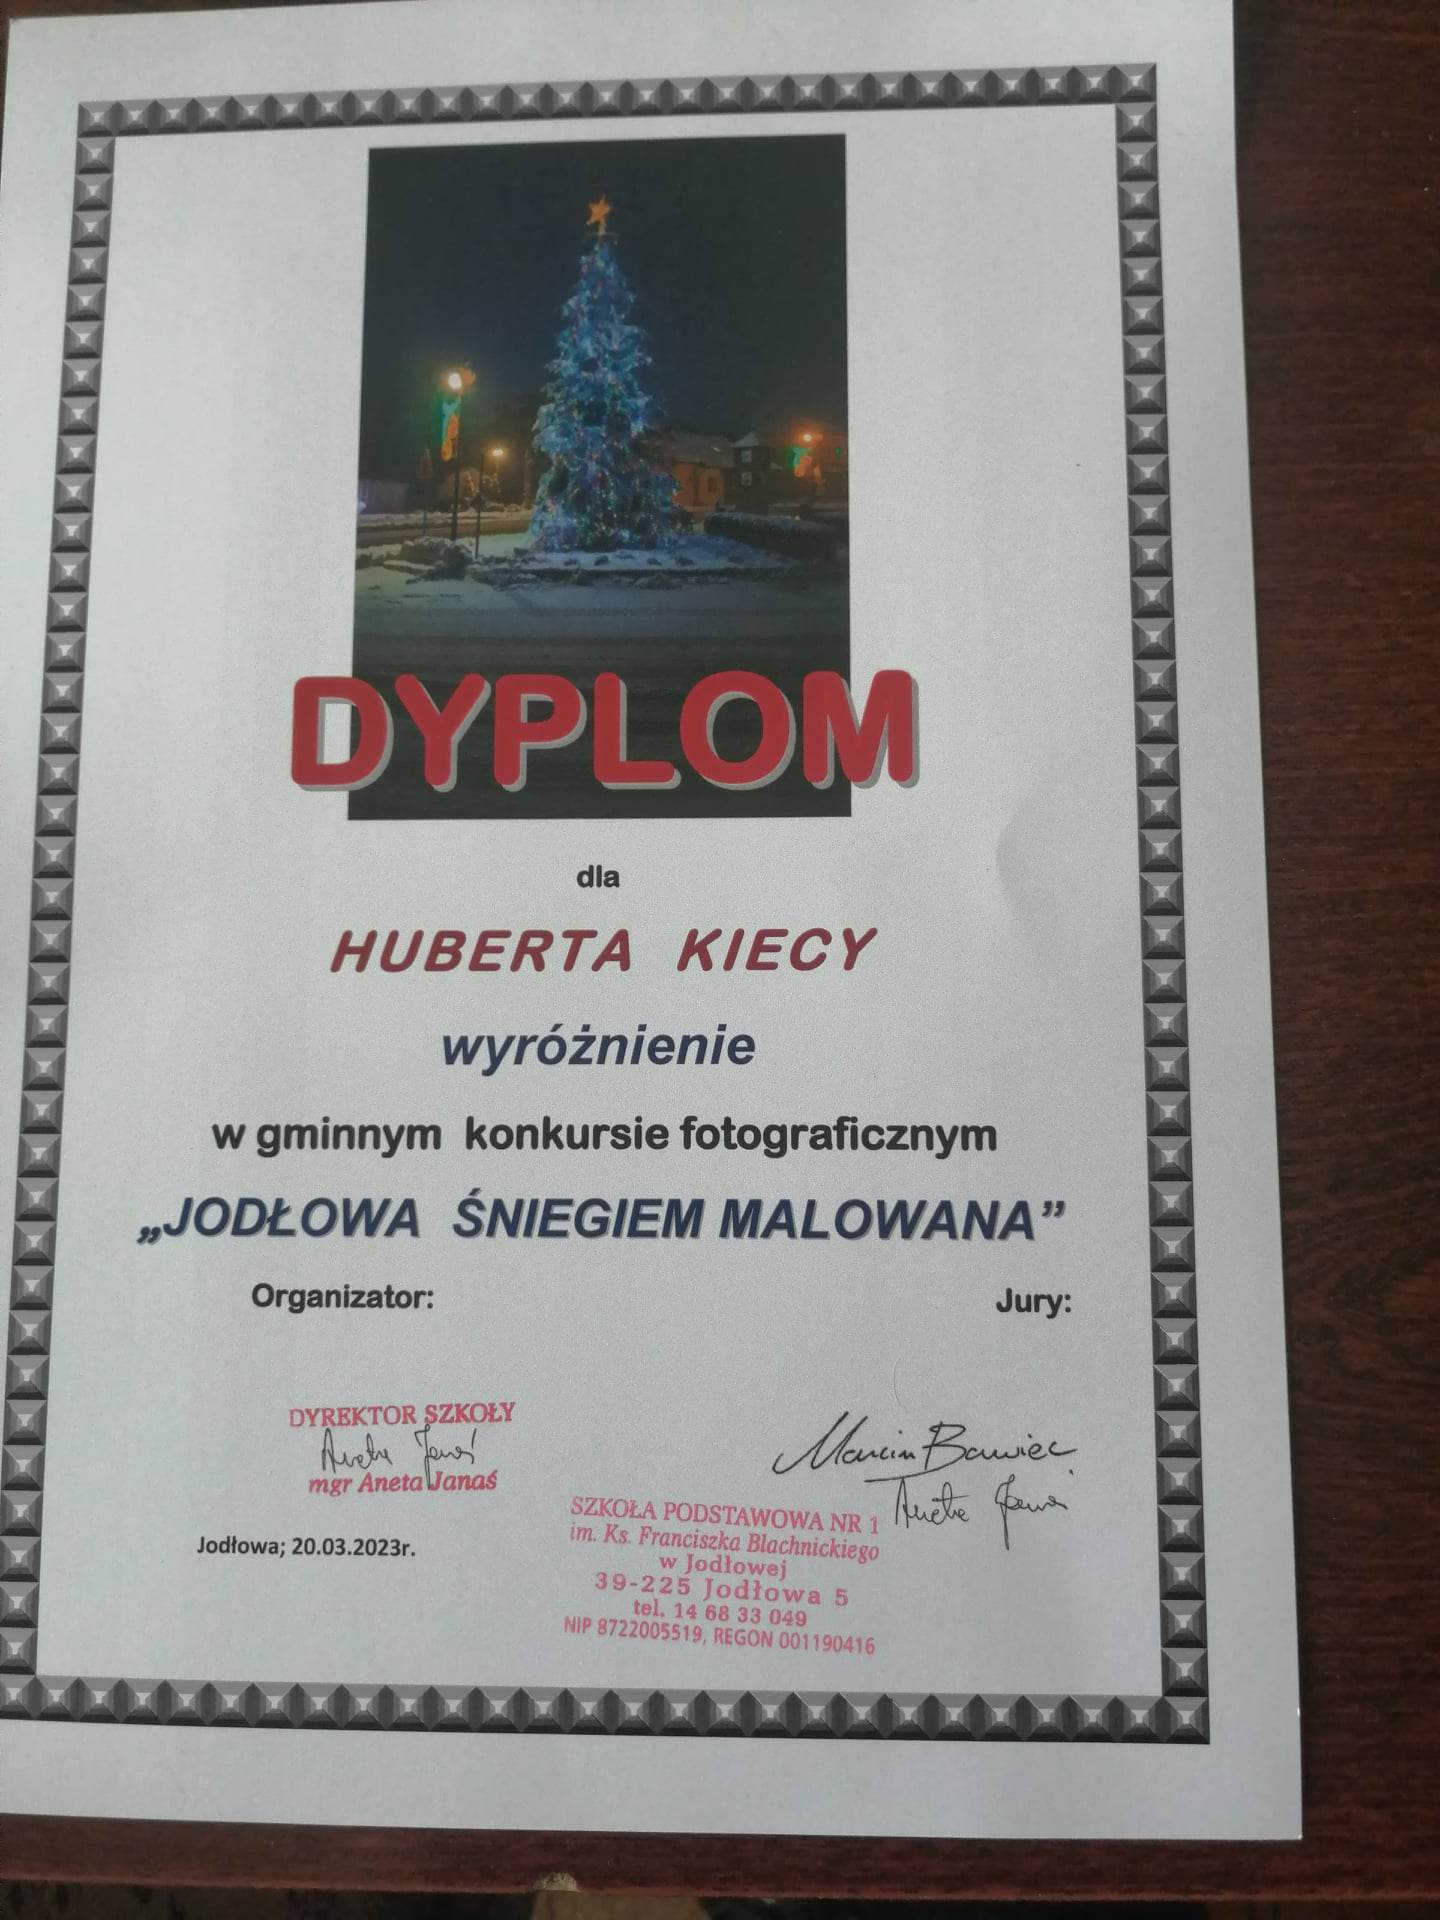 DYPLOM
dla
HUBERTA KIECY
wyróżnienie
w gminnym konkursie fotograficznym
„JODŁOWA ŚNIEGIEM MALOWANA”
Organizator:
Jury:
DYREKTOR SZKOŁY
mgr Aneta Janaś
Marcin Bawiec
Jodłowa; 20.03.2023r.
SZKOŁA PODSTAWOWA NR 1
im. Ks. Franciszka Blachnickiego
w Jodłowej
39-225 Jodłowa 5
tel. 14 68 33 049
NIP 8722005519, REGON 001190416